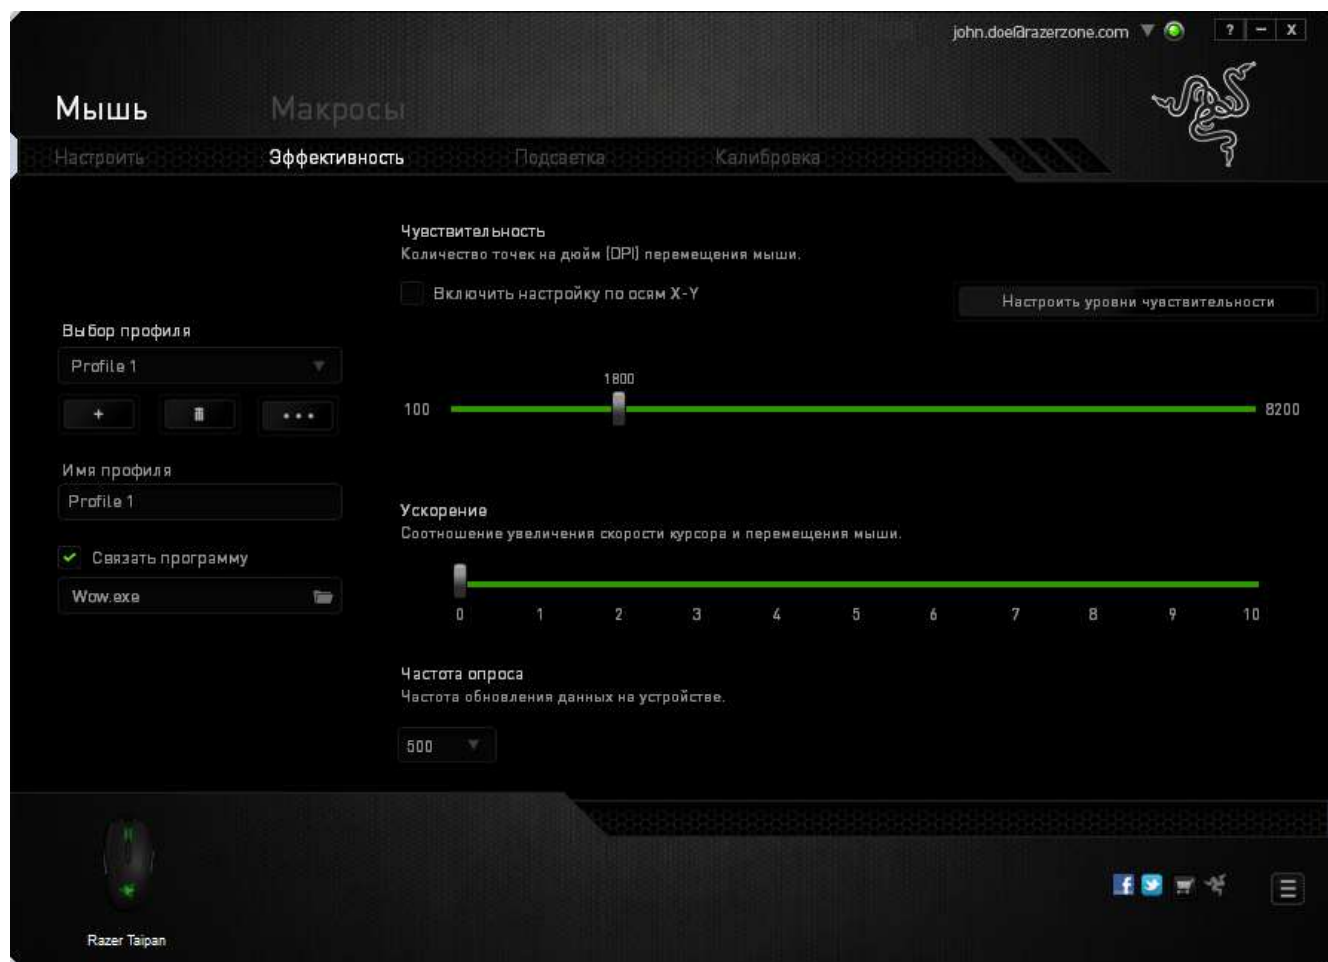 john.doe@razerzone.com
? – X
Мышь
Макросы
Настроить
Эффективность
Подсветка
Калибровка
Чувствительность
Количество точек на дюйм (DPI) перемещения мыши.
Включить настройку по осям X-Y
Настроить уровни чувствительности
Выбор профиля
Profile 1
1800
100
8200
Имя профиля
Profile 1
Ускорение
Соотношение увеличения скорости курсора и перемещения мыши.
Связать программу
Wow.exe
0 1 2 3 4 5 6 7 8 9 10
Частота опроса
Частота обновления данных на устройстве.
500
Razer Taipan